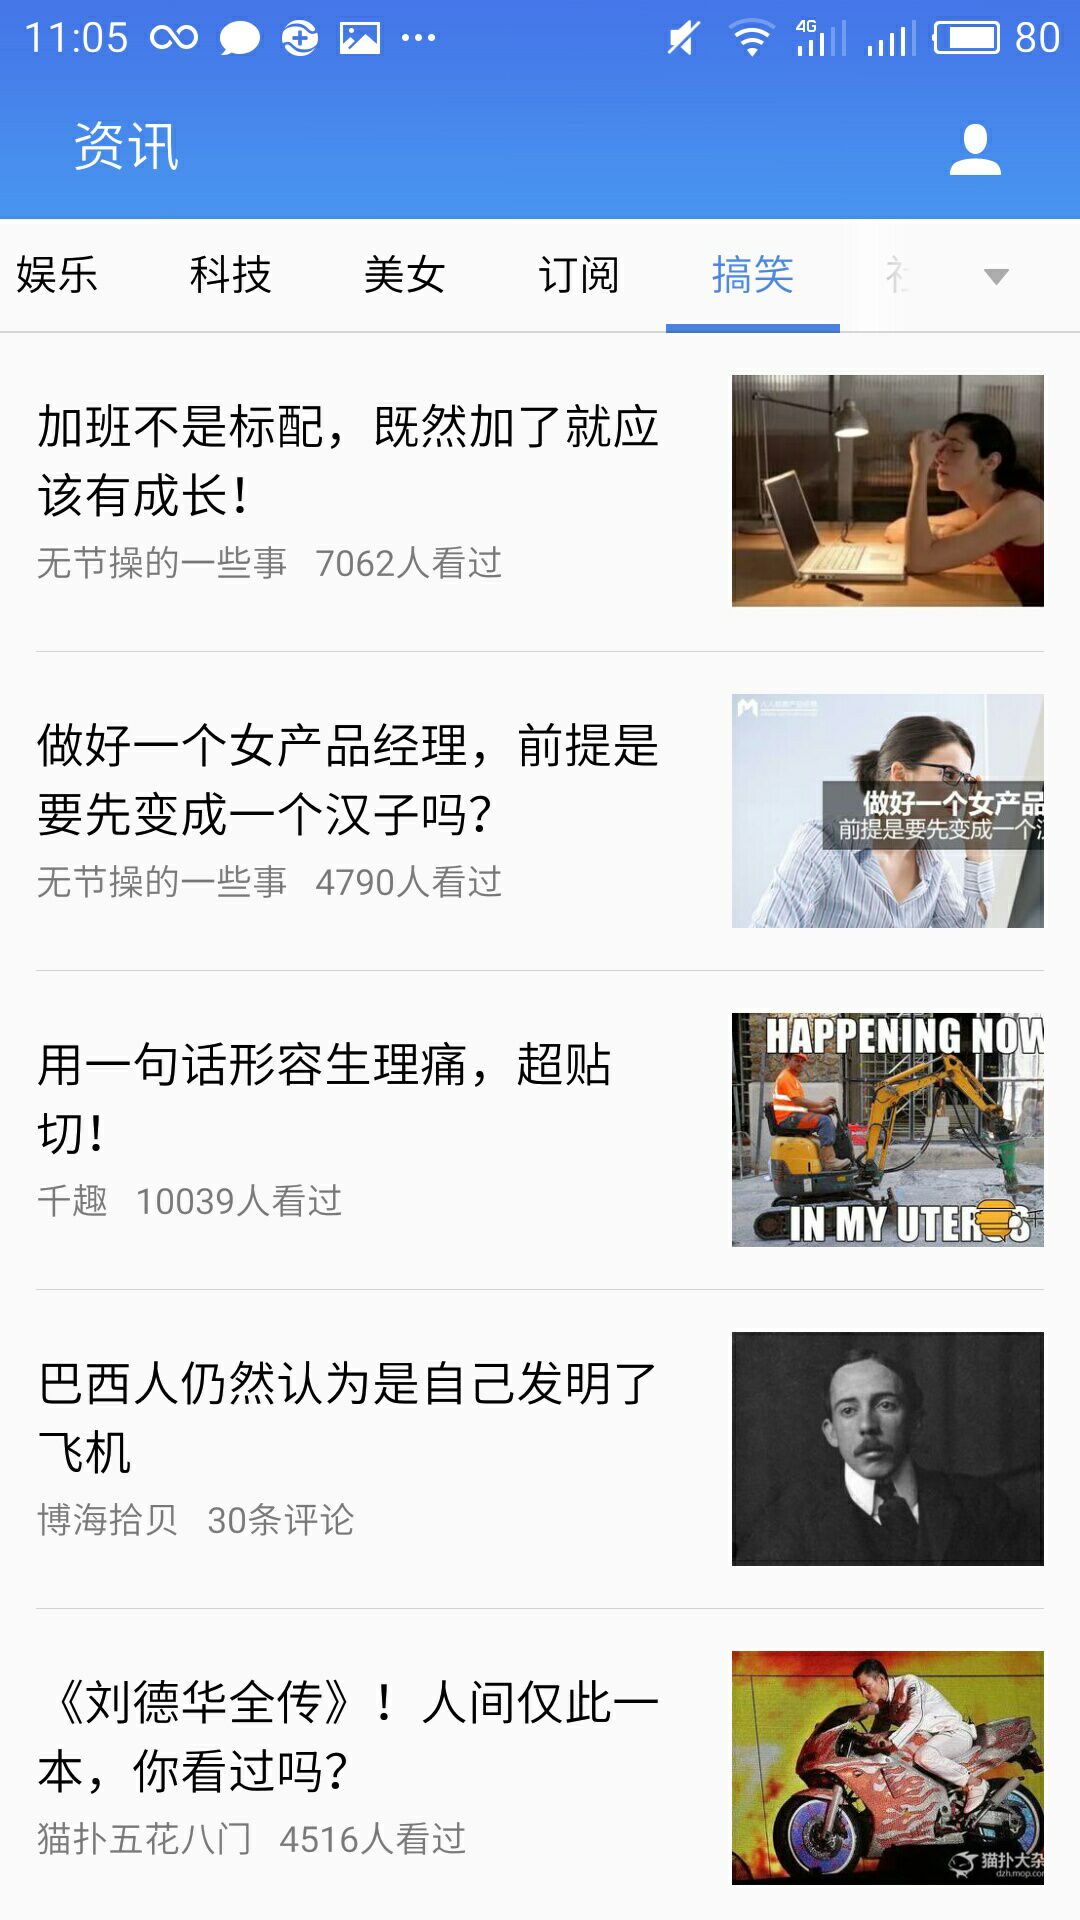 11:05
4G
80
资讯
娱乐 科技 美女 订阅 搞笑
加班不是标配，既然加了就应
该有成长！
无节操的一些事 7062人看过
做好一个女产品经理，前提是
要先变成一个汉子吗？
无节操的一些事 4790人看过
做好一个女产品
前提是要先变成一个
用一句话形容生理痛，超贴
切！
千趣 10039人看过
HAPPENING NOW
IN MY UTERUS
巴西人仍然认为是自己发明了
飞机
博海拾贝 30条评论
《刘德华全传》！人间仅此一
本，你看过吗？
猫扑五花八门 4516人看过
猫扑大杂
dzh.mop.com